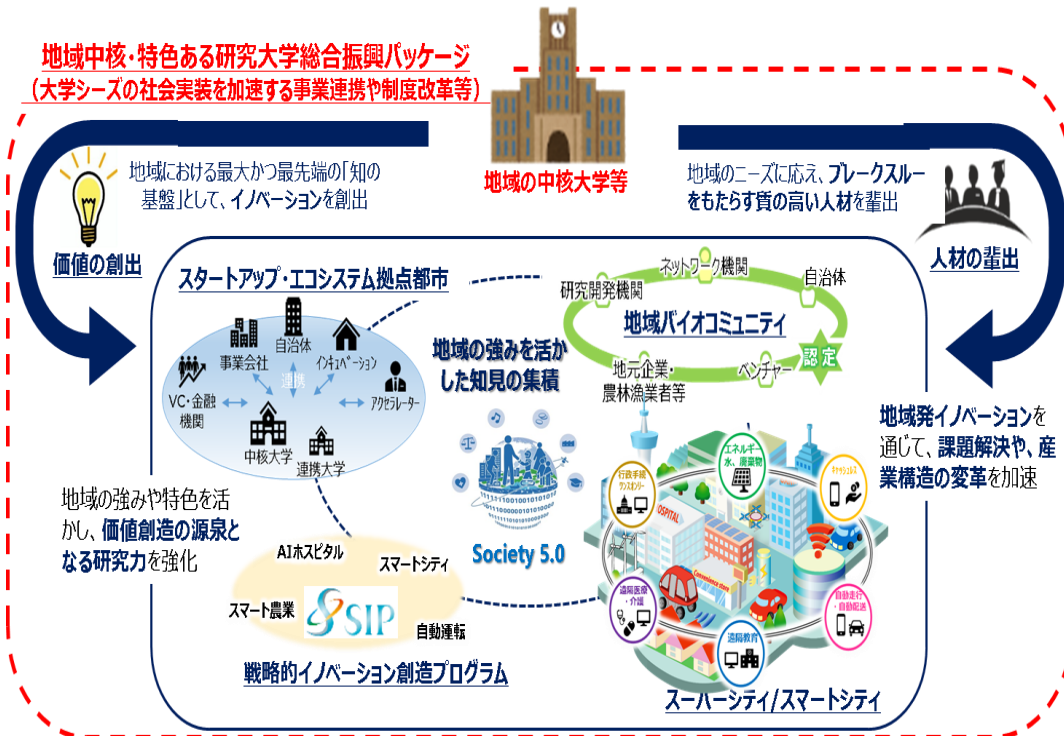 地域中核・特色ある研究大学総合振興パッケージ
（大学シーズの社会実装を加速する事業連携や制度改革等）
地域の中核大学等
地域における最大かつ最先端の「知の
基盤」として、イノベーションを創出
価値の創出
地域のニーズに応え、ブレークスルー
をもたらす質の高い人材を輩出
人材の輩出
スタートアップ・エコシステム拠点都市
事業会社
自治体
インキュベーション
VC・金融
機関
連携
アクセラレーター
中核大学
連携大学
地域の強みを活か
した知見の集積
Society 5.0
ネットワーク機関
研究開発機関
自治体
地域バイオコミュニティ
認定
地元企業・
農林漁業者等
ベンチャー
地域の強みや特色を活
かし、価値創造の源泉と
なる研究力を強化
AIホスピタル
スマートシティ
スマート農業
SIP
自動運転
戦略的イノベーション創造プログラム
エネルギー
水、廃棄物
行政手続
ワンスオンリー
キャッシュレス
HOSPITAL
Convenience store
遠隔医療
・介護
自動走行
・自動配送
遠隔教育
スーパーシティ/スマートシティ
地域発イノベーションを
通じて、課題解決や、産
業構造の変革を加速